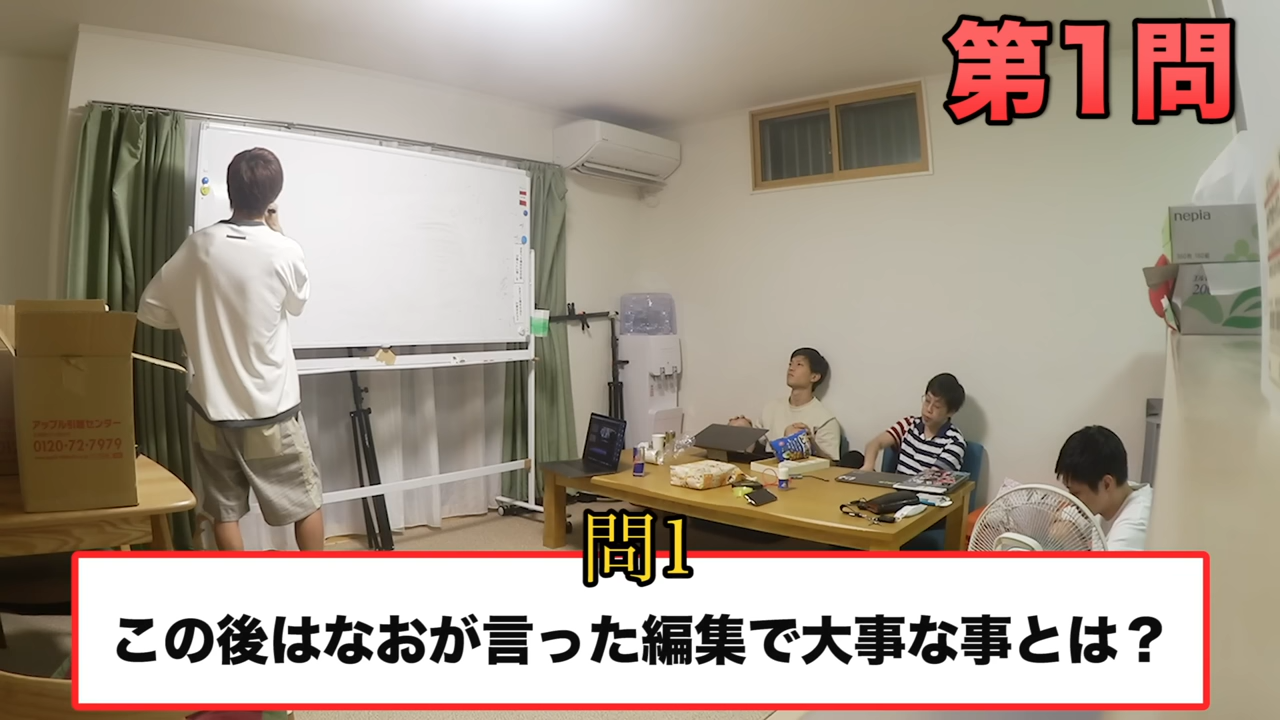 第1問
nepia
20
アップル引越センター
0120-72-7979
問1
この後はなおが言った編集で大事な事とは？